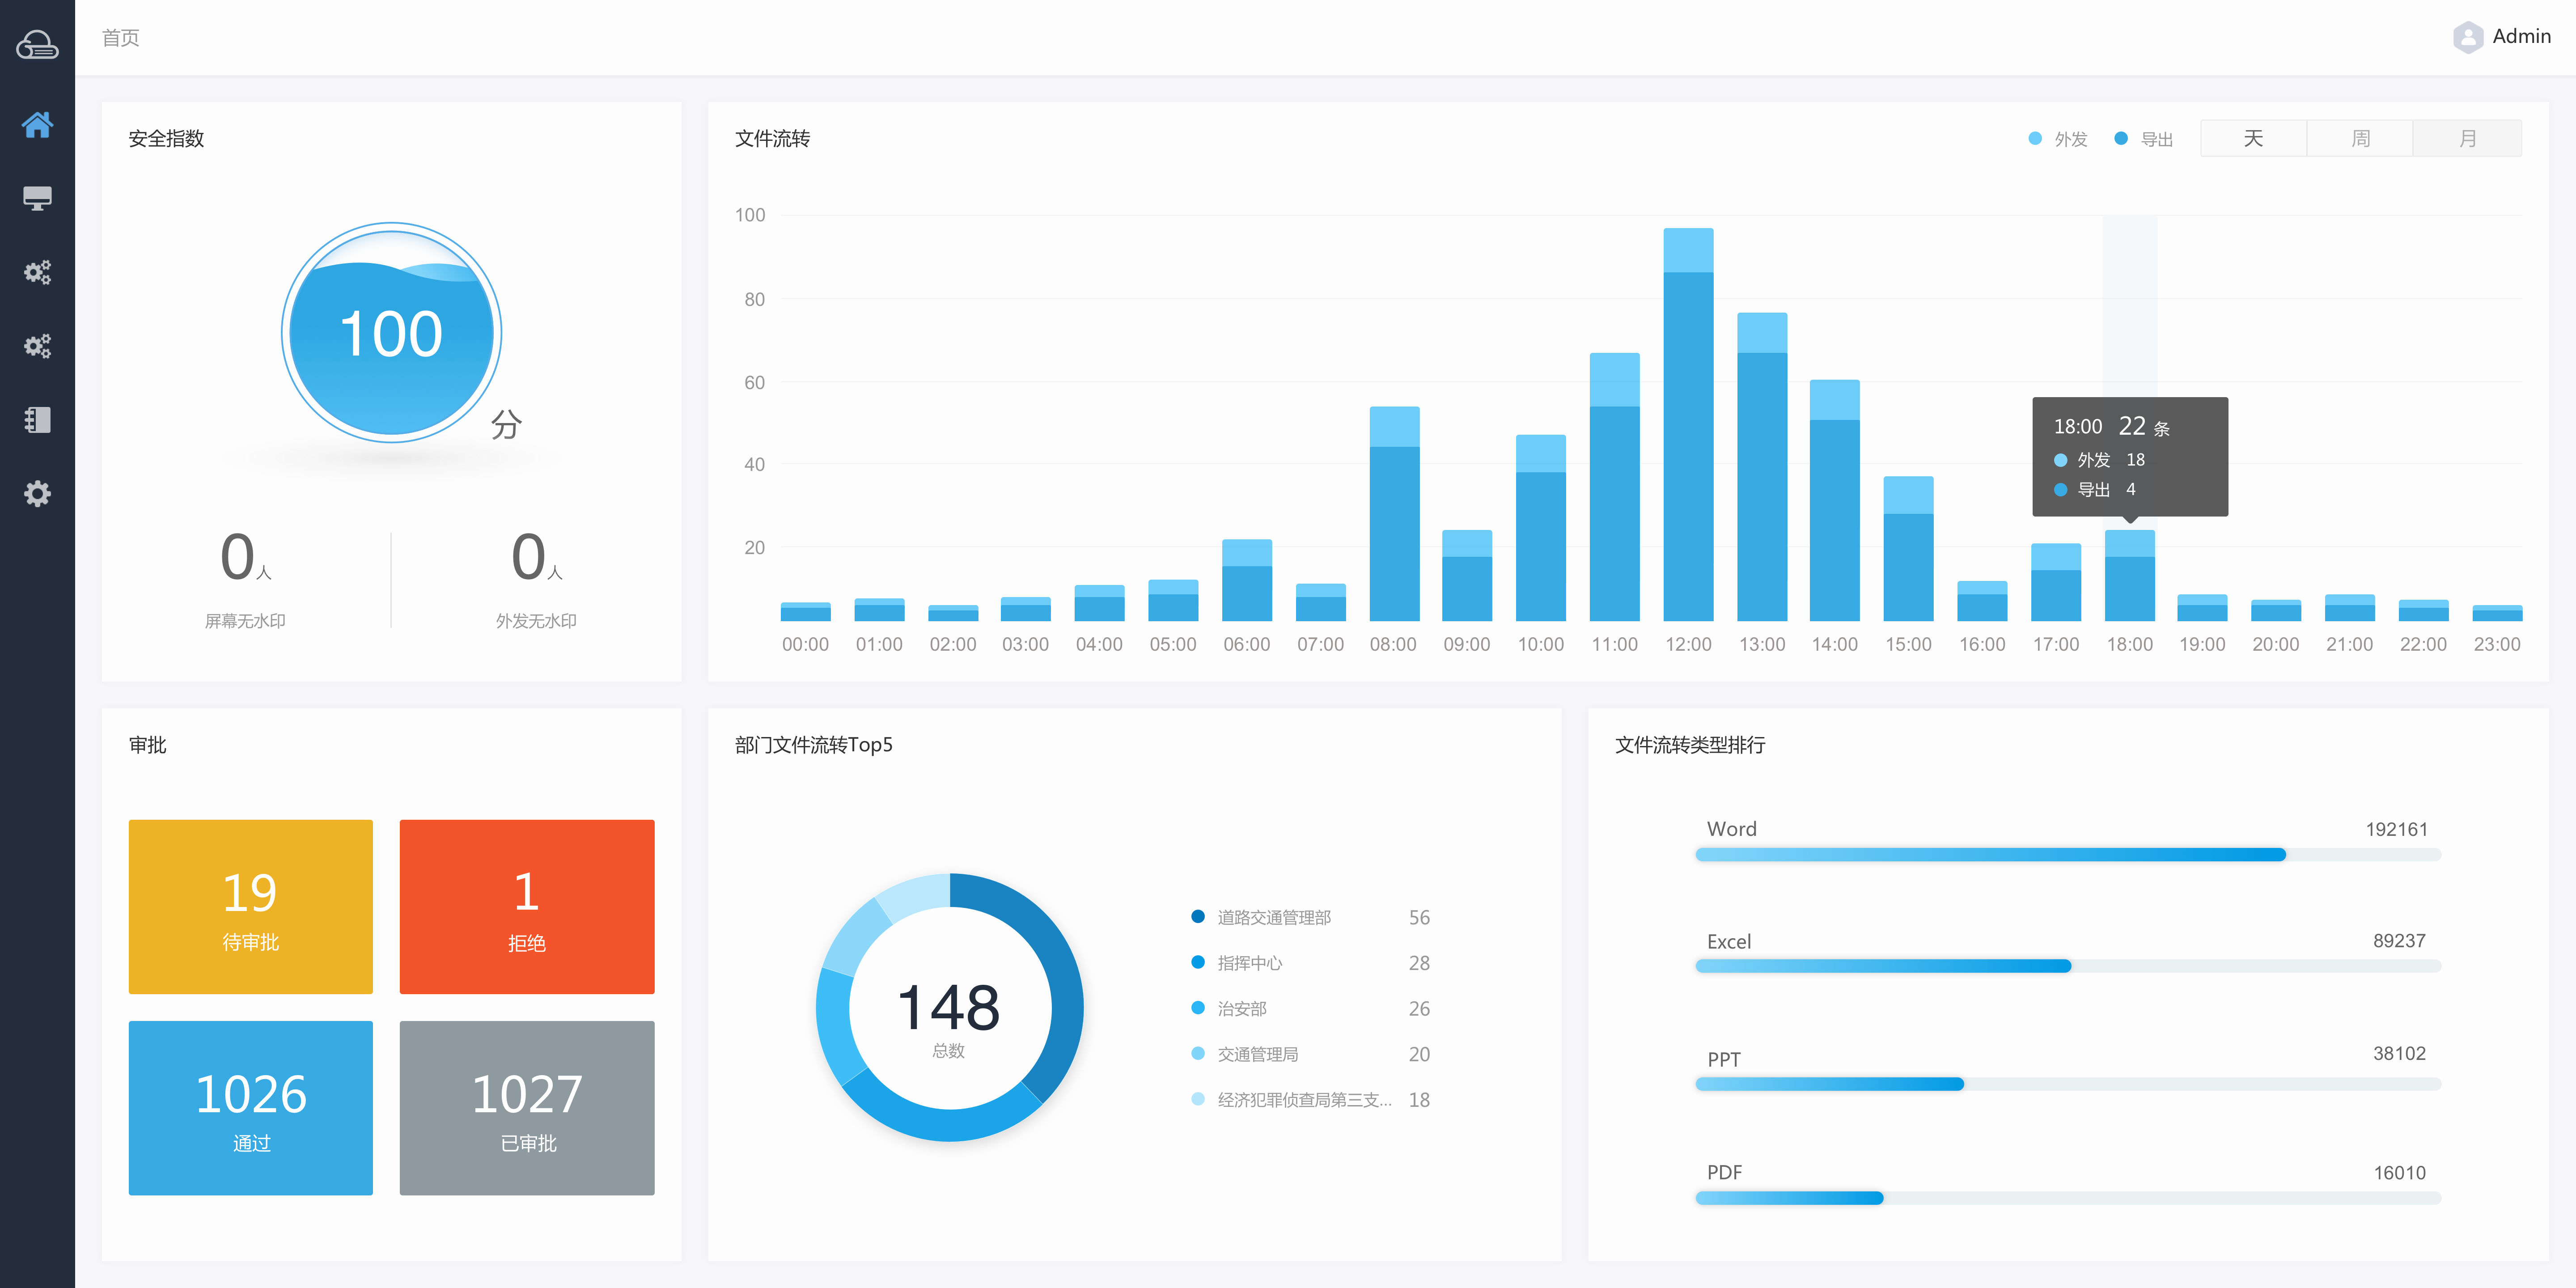 首页
Admin
安全指数
100
分
0人
屏幕无水印
0人
外发无水印
文件流转
外发
导出
天
周
月
100
80
60
40
20
18:00 22 条
外发 18
导出 4
00:00 01:00 02:00 03:00 04:00 05:00 06:00 07:00 08:00 09:00 10:00 11:00 12:00 13:00 14:00 15:00 16:00 17:00 18:00 19:00 20:00 21:00 22:00 23:00
审批
19
待审批
1
拒绝
1026
通过
1027
已审批
部门文件流转Top5
148
总数
道路交通管理部 56
指挥中心 28
治安部 26
交通管理局 20
经济犯罪侦查局第三支... 18
文件流转类型排行
Word 192161
Excel 89237
PPT 38102
PDF 16010